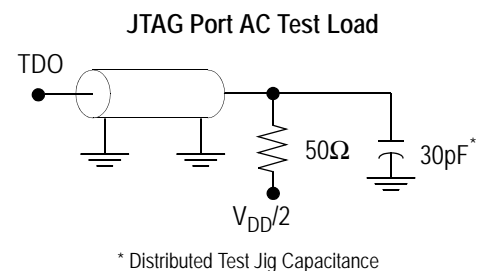 JTAG Port AC Test Load
TDO
50Ω
30pF*
VDD/2
* Distributed Test Jig Capacitance